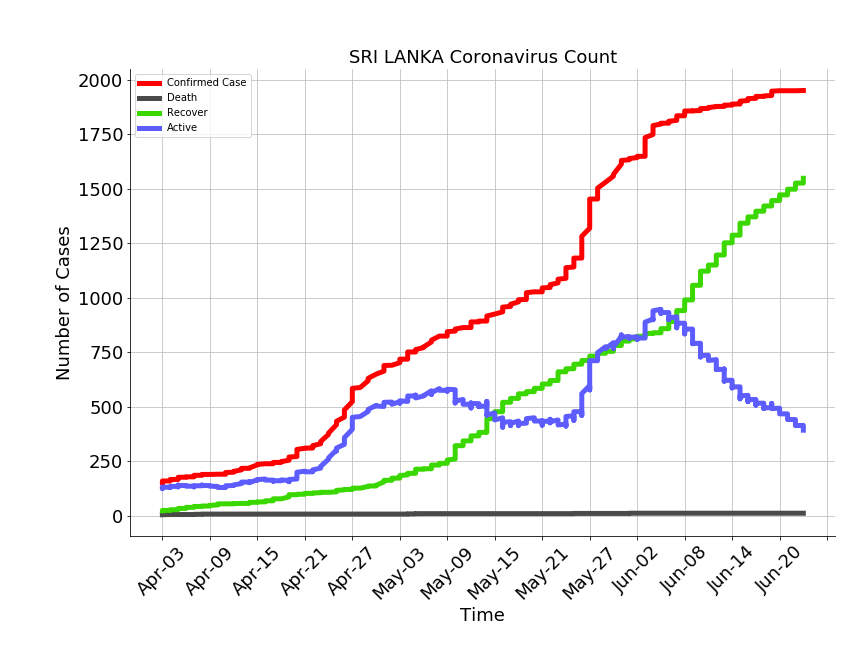 SRI LANKA Coronavirus Count
Confirmed Case
Death
Recover
Active
2000
1750
1500
1250
1000
750
500
250
0
Number of Cases
Apr-03
Apr-09
Apr-15
Apr-21
Apr-27
May-03
May-09
May-15
May-21
May-27
Jun-02
Jun-08
Jun-14
Jun-20
Time